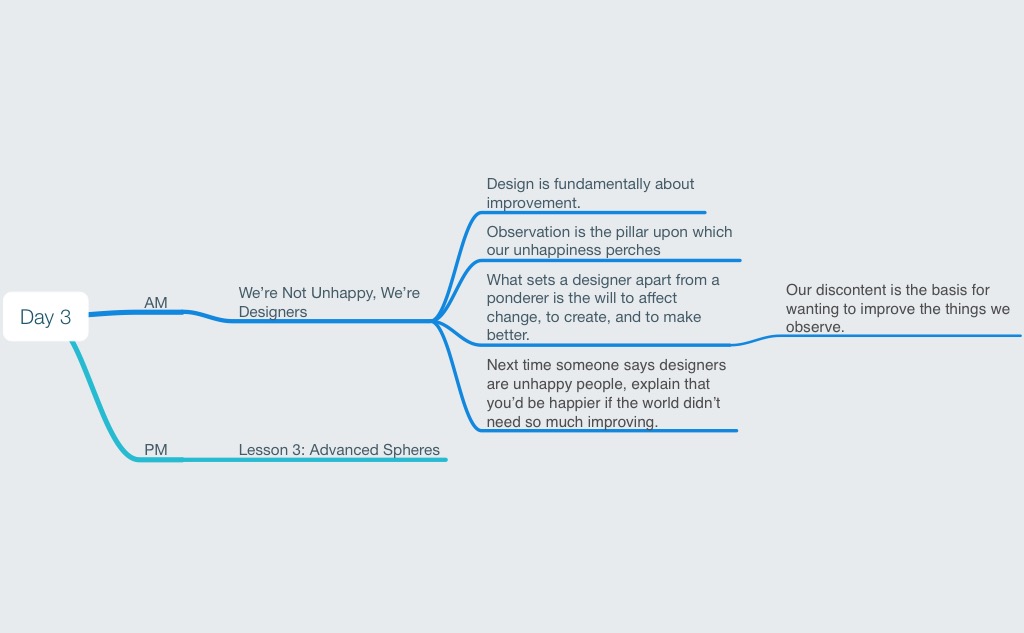 Day 3
AM
We’re Not Unhappy, We’re
Designers
Design is fundamentally about
improvement.
Observation is the pillar upon which
our unhappiness perches
What sets a designer apart from a
ponderer is the will to affect
change, to create, and to make
better.
Our discontent is the basis for
wanting to improve the things we
observe.
Next time someone says designers
are unhappy people, explain that
you’d be happier if the world didn’t
need so much improving.
PM
Lesson 3: Advanced Spheres